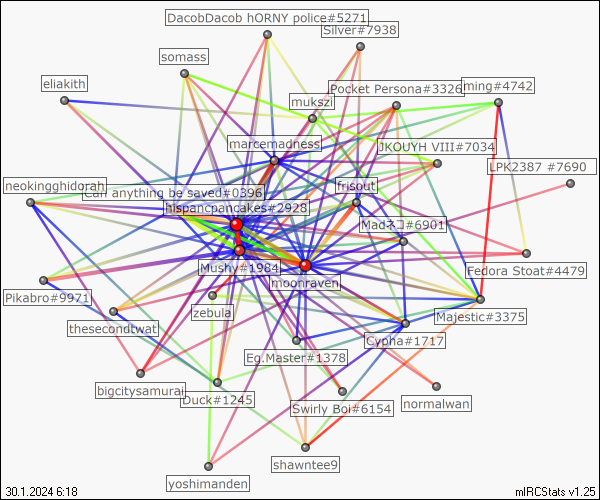 DacobDacob hORNY police#5271
Silver#7938
somass
eliakith
Pocket Persona#3326
ming#4742
mukszi
marcemadness
JKOUYH VIII#7034
LPK2387 #7690
neokingghidorah
can anything be saved#0396
frisout
hispancpancakes#2928
Madネコ#6901
Mushy#1984
Fedora Stoat#4479
moonraven
Pikabro#9971
zebula
Majestic#3375
thesecondtwat
Cypha#1717
Eg.Master#1378
bigcitysamurai
Duck#1245
Swirly Boi#6154
normalwan
shawntee9
yoshimanden
30.1.2024 6:18
mIRCStats v1.25